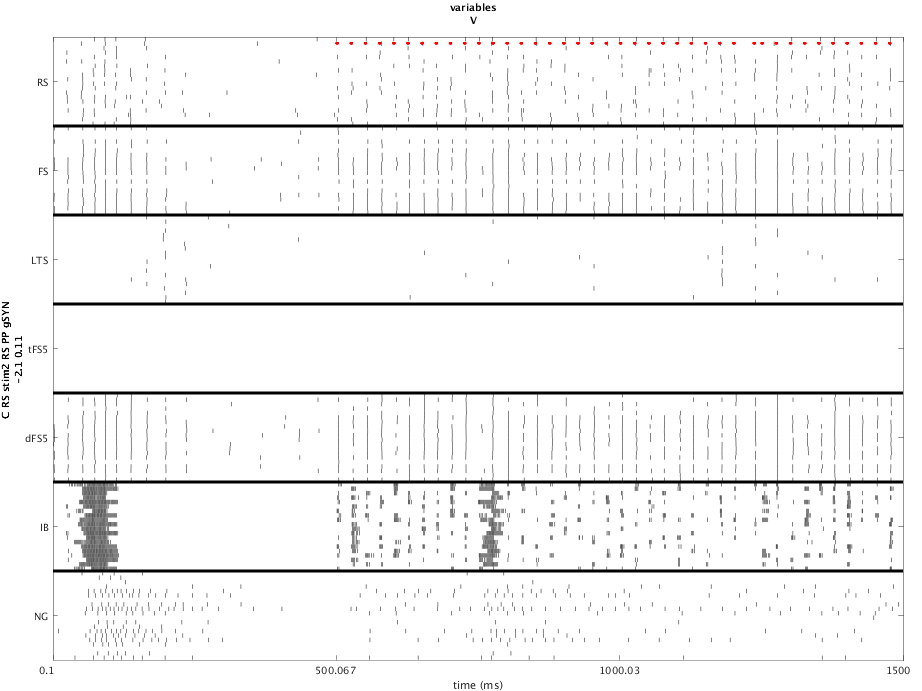 variables
V
C RS stim2 RS PP gSYN
-2.1 0.11
RS
FS
LTS
tFS5
dFS5
IB
NG
0.1 500.067 1000.03 1500
time (ms)